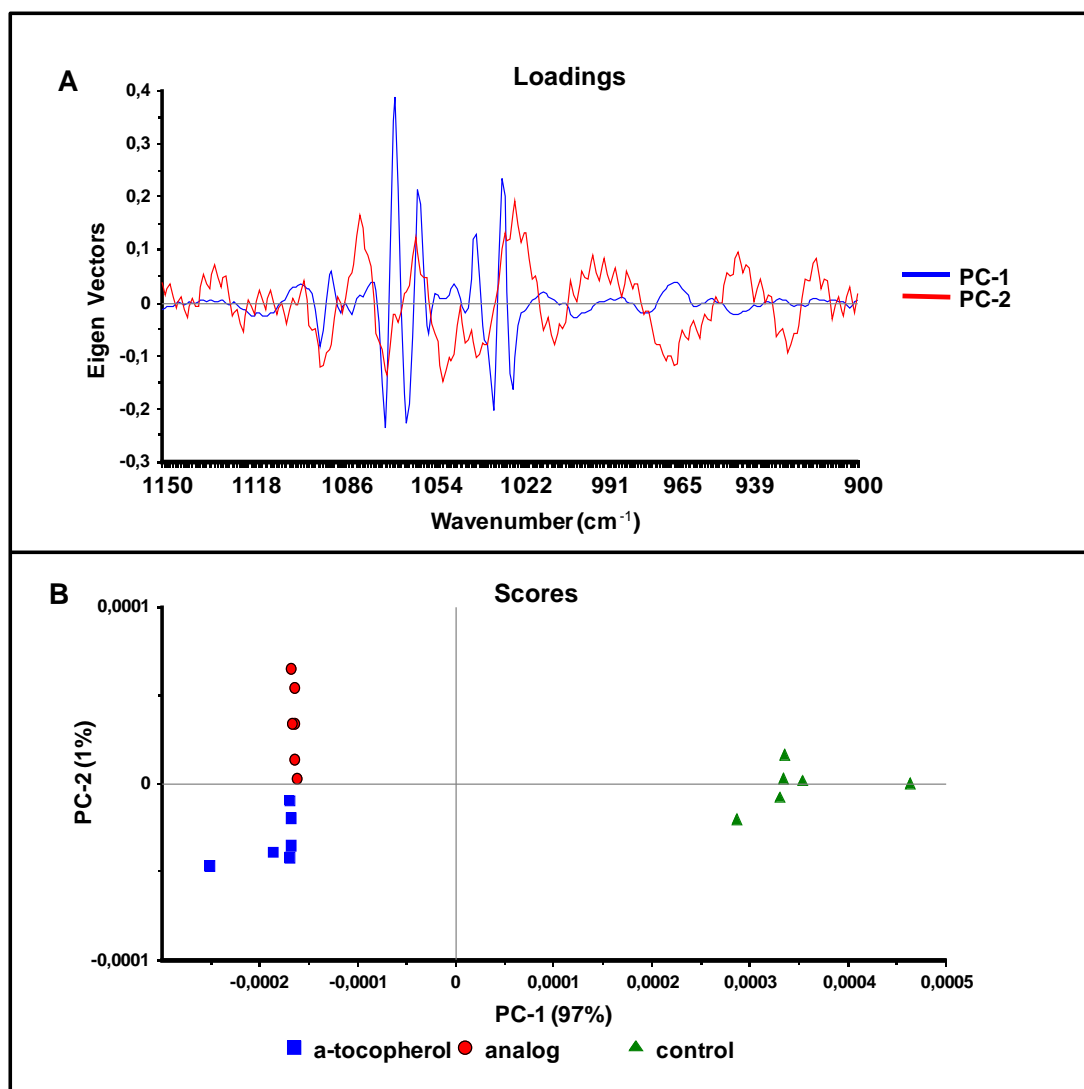 A
Loadings
0,4
0,3
0,2
0,1
0
-0,1
-0,2
-0,3
Eigen Vectors
1150 1118 1086 1054 1022 991 965 939 900
Wavenumber (cm-1)
PC-1
PC-2
B
Scores
0,0001
0
-0,0001
PC-2 (1%)
-0,0002 -0,0001 0 0,0001 0,0002 0,0003 0,0004 0,0005
PC-1 (97%)
a-tocopherol analog control